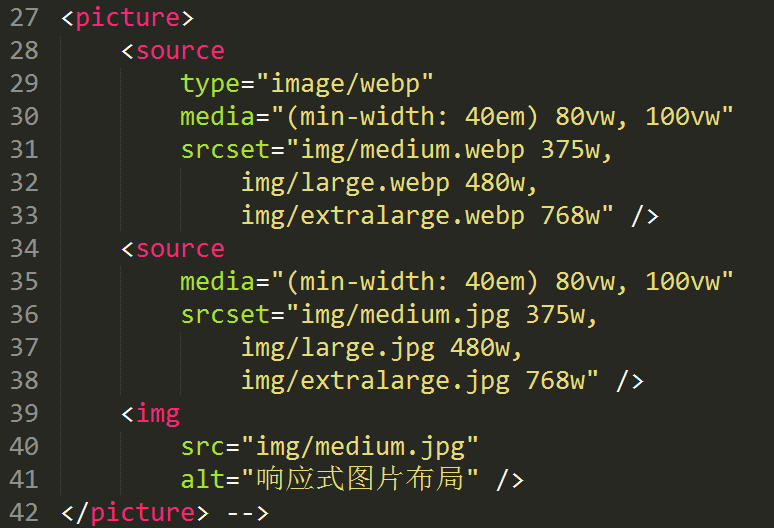 27 <picture>
28     <source
29         type="image/webp"
30         media="(min-width: 40em) 80vw, 100vw"
31         srcset="img/medium.webp 375w,
32             img/large.webp 480w,
33             img/extralarge.webp 768w" />
34     <source
35         media="(min-width: 40em) 80vw, 100vw"
36         srcset="img/medium.jpg 375w,
37             img/large.jpg 480w,
38             img/extralarge.jpg 768w" />
39     <img
40         src="img/medium.jpg"
41         alt="响应式图片布局" />
42 </picture> -->